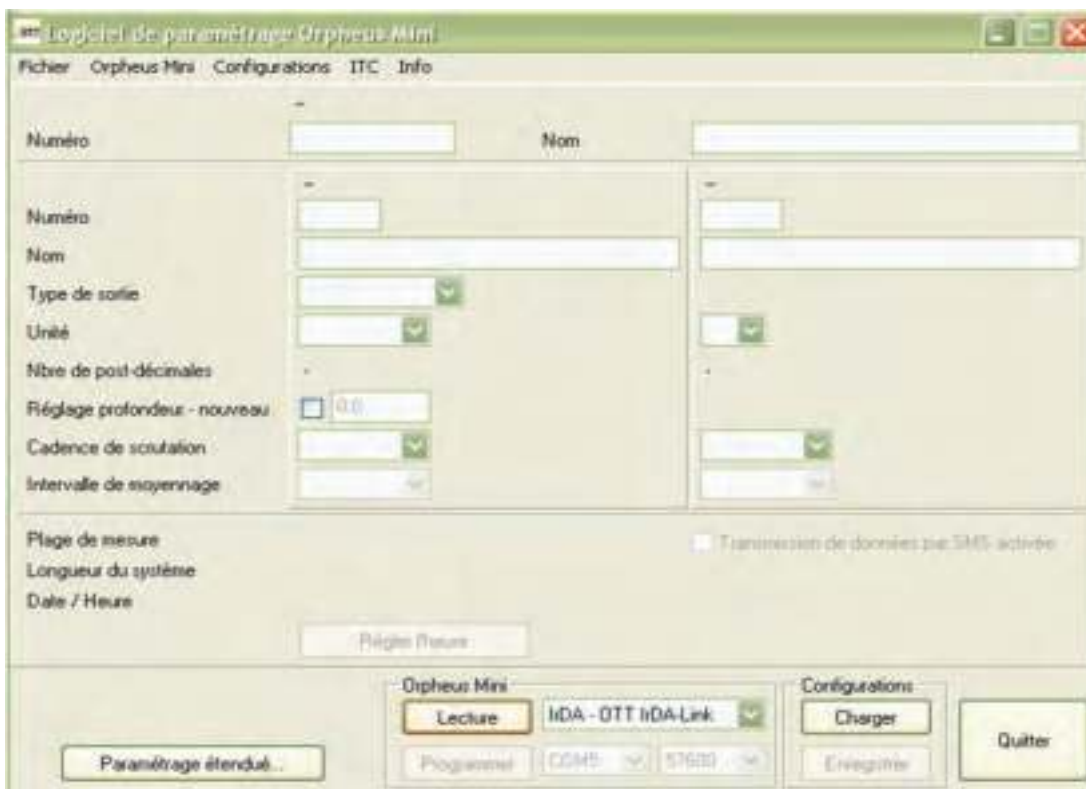 Logiciel de paramétrage Orpheus Mini
Fichier Orpheus Mini Configurations ITC Info
-
Numéro Nom
- -
Numéro
Nom
Type de sortie
Unité
Nbre de post-décimales - -
Réglage profondeur - nouveau 0.0
Cadence de scrutation
Intervalle de moyennage
Plage de mesure Transmission de données par SMS activée
Longueur du système
Date / Heure
Régler l'heure
Orpheus Mini Configurations
Lecture IrDA - OTT IrDA-Link Charger
Quitter
Paramétrage étendué... Programmer COM5 57600 Enregistrer